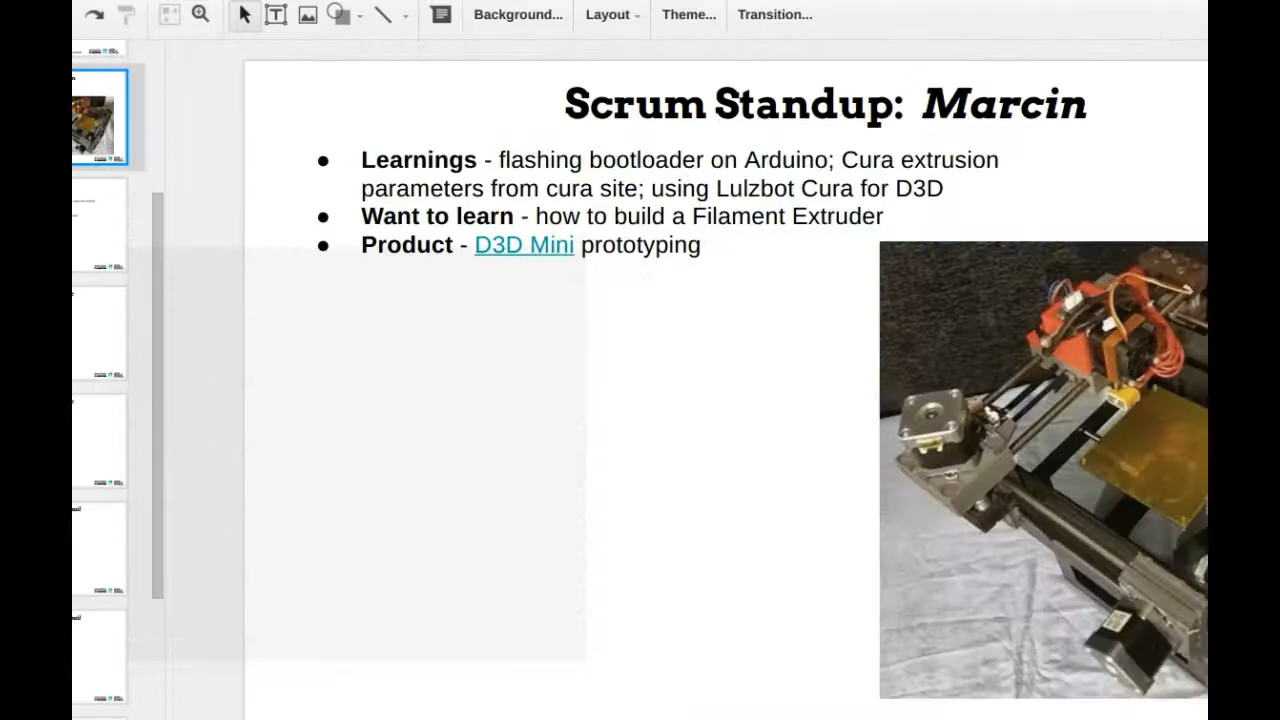 Background...
Layout
Theme...
Transition...
Scrum Standup: Marcin
● Learnings - flashing bootloader on Arduino; Cura extrusion
parameters from cura site; using Lulzbot Cura for D3D
● Want to learn - how to build a Filament Extruder
● Product - D3D Mini prototyping